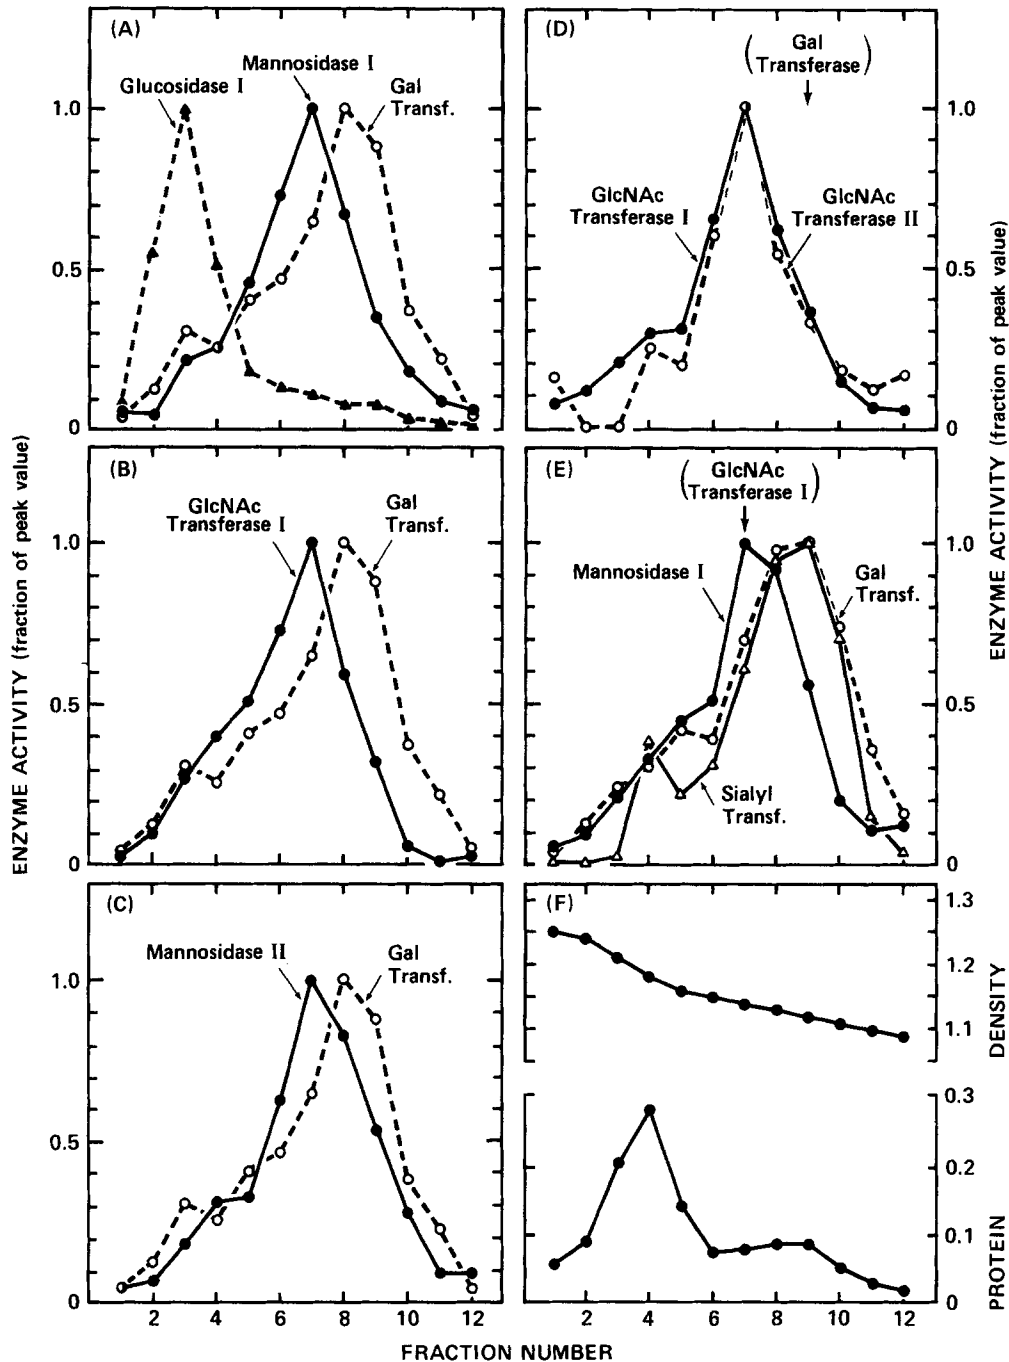 (A)
Mannosidase I
Glucosidase I
Gal
Transf.
1.0
0.5
0
(D)
(Gal
Transferase)
GlcNAc
Transferase I
GlcNAc
Transferase II
1.0
0.5
0
(B)
GlcNAc
Transferase I
Gal
Transf.
1.0
0.5
0
(E)
(GlcNAc
Transferase I)
Mannosidase I
Gal
Transf.
Sialyl
Transf.
1.0
0.5
0
(C)
Mannosidase II
Gal
Transf.
1.0
0.5
0
2 4 6 8 10 12
(F)
1.3
1.2
1.1
0.3
0.2
0.1
0
2 4 6 8 10 12
DENSITY
PROTEIN
ENZYME ACTIVITY (fraction of peak value)
ENZYME ACTIVITY (fraction of peak value)
FRACTION NUMBER